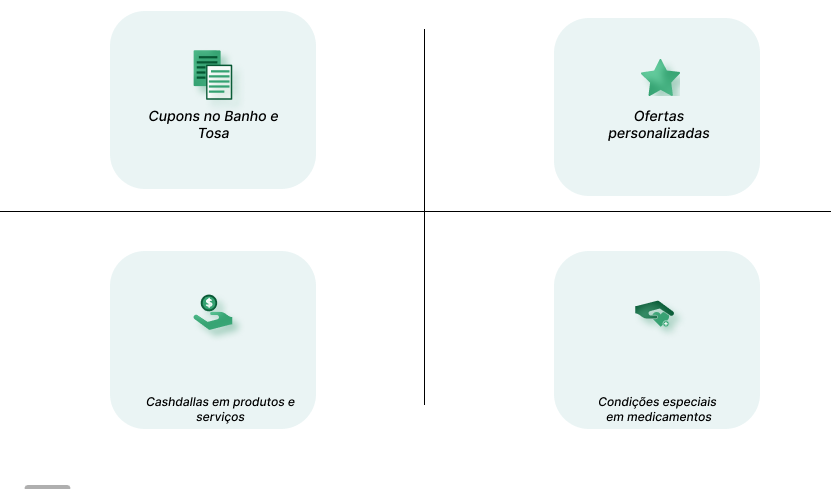 Cupons no Banho e
Tosa
Ofertas
personalizadas
$
Cashdallas em produtos e
serviços
Condições especiais
em medicamentos